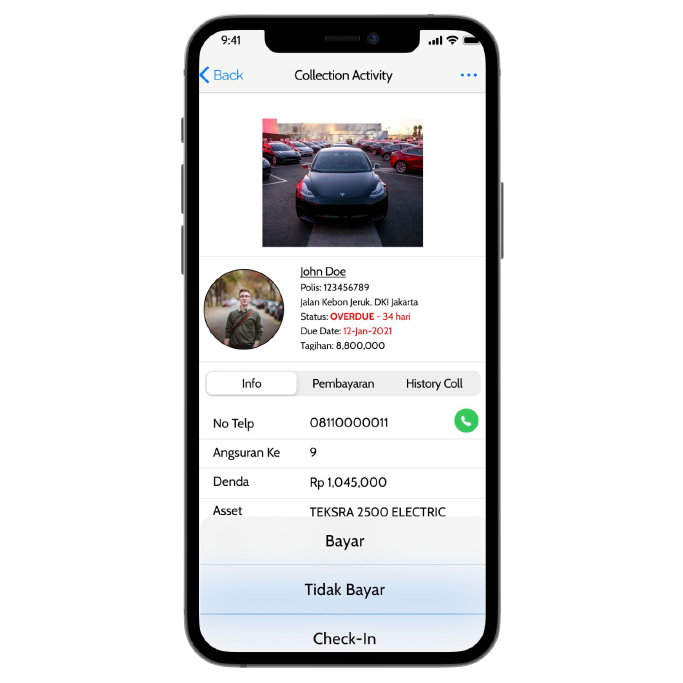 9:41
Back
Collection Activity
John Doe
Polis: 123456789
Jalan Kebon Jeruk, DKI Jakarta
Status: OVERDUE - 34 hari
Due Date: 12-Jan-2021
Tagihan: 8,800,000
Info
Pembayaran
History Coll
No Telp
08110000011
Angsuran Ke
9
Denda
Rp 1,045,000
Asset
TEKSRA 2500 ELECTRIC
Bayar
Tidak Bayar
Check-In